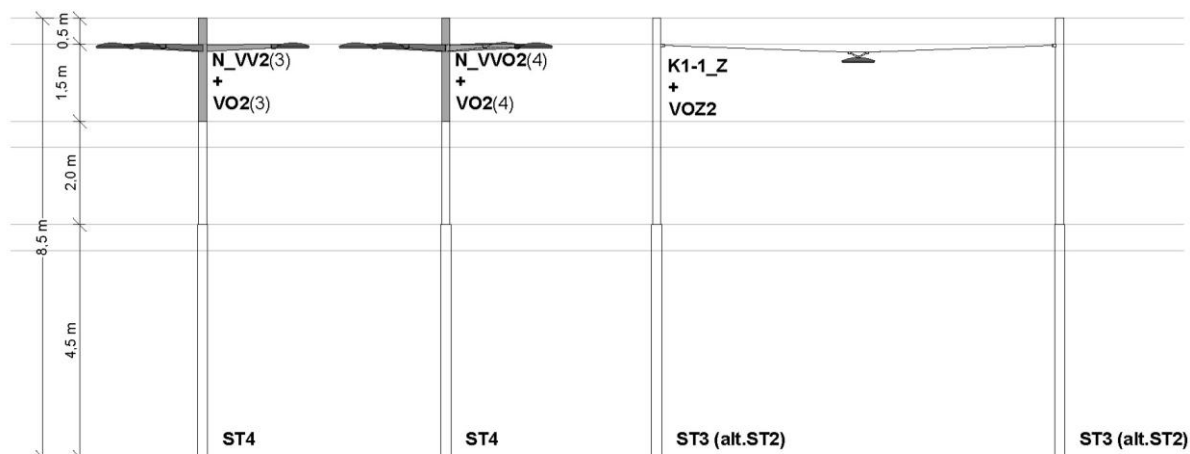 0,5 m
1,5 m
2,0 m
8,5 m
4,5 m
N_VV2(3)
+
VO2(3)
N_VVO2(4)
+
VO2(4)
K1-1_Z
+
VOZ2
ST4
ST4
ST3 (alt.ST2)
ST3 (alt.ST2)